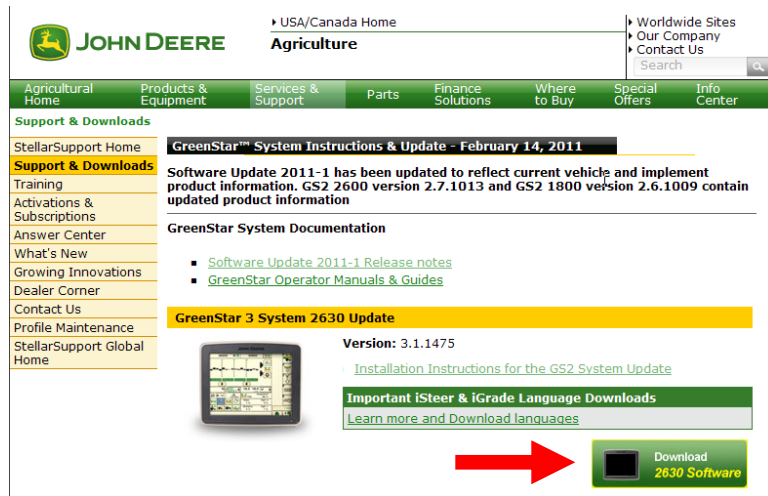 JOHN DEERE
USA/Canada Home
Agriculture
Worldwide Sites
Our Company
Contact Us
Search
Agricultural Home
Products & Equipment
Services & Support
Parts
Finance Solutions
Where to Buy
Special Offers
Info Center
Support & Downloads
StellarSupport Home
Support & Downloads
Training
Activations &
Subscriptions
Answer Center
What's New
Growing Innovations
Dealer Corner
Contact Us
Profile Maintenance
StellarSupport Global
Home
GreenStar™ System Instructions & Update - February 14, 2011
Software Update 2011-1 has been updated to reflect current vehicle and implement
product information. GS2 2600 version 2.7.1013 and GS2 1800 version 2.6.1009 contain
updated product information
GreenStar System Documentation
Software Update 2011-1 Release notes
GreenStar Operator Manuals & Guides
GreenStar 3 System 2630 Update
Version: 3.1.1475
Installation Instructions for the GS2 System Update
Important iSteer & iGrade Language Downloads
Learn more and Download languages
Download
2630 Software